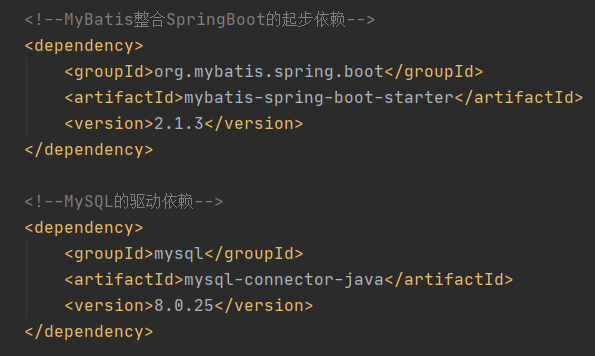 <!--MyBatis整合SpringBoot的起步依赖-->
<dependency>
    <groupId>org.mybatis.spring.boot</groupId>
    <artifactId>mybatis-spring-boot-starter</artifactId>
    <version>2.1.3</version>
</dependency>

<!--MySQL的驱动依赖-->
<dependency>
    <groupId>mysql</groupId>
    <artifactId>mysql-connector-java</artifactId>
    <version>8.0.25</version>
</dependency>